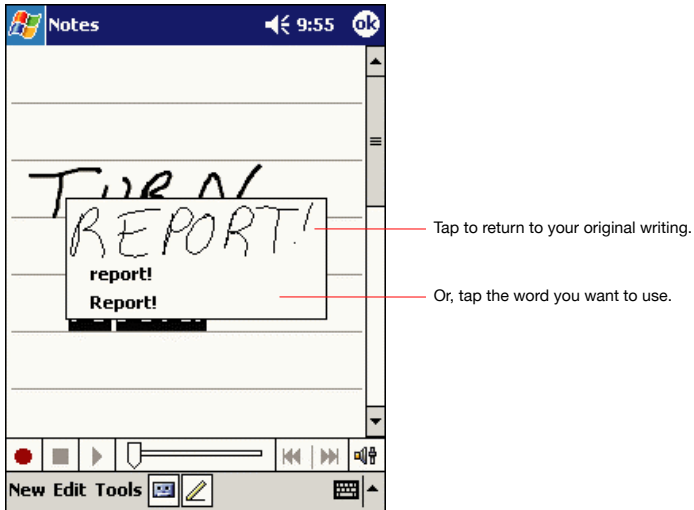 Notes 9:55 ok
TURN
REPORT!
Tap to return to your original writing.
report!
Or, tap the word you want to use.
Report!
New Edit Tools